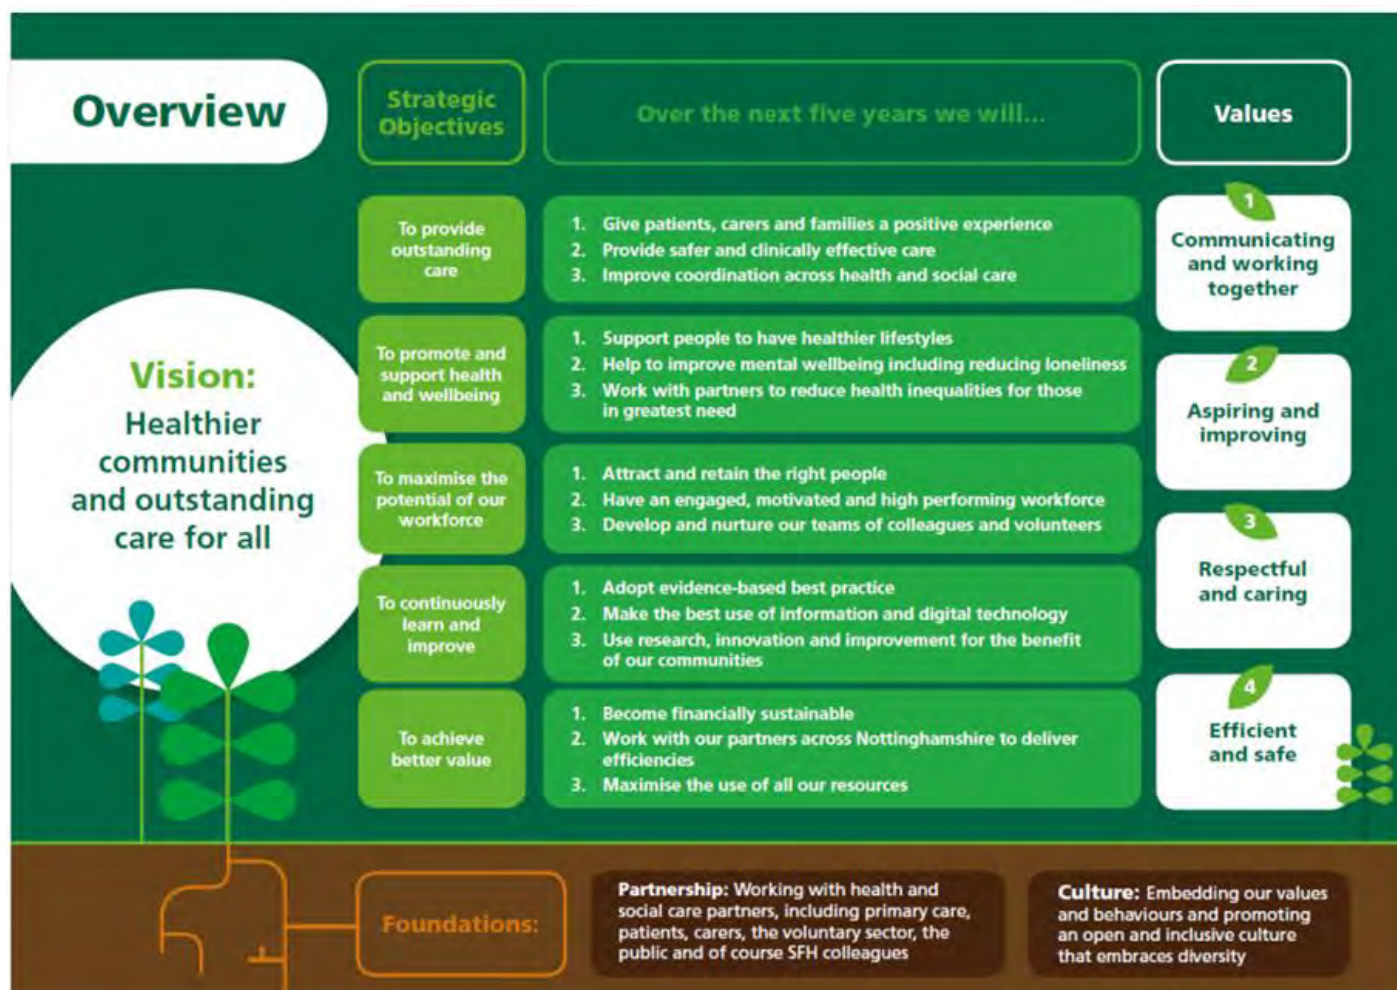 Overview
Strategic
Objectives
Over the next five years we will...
Values
Vision:
Healthier
communities
and outstanding
care for all
To provide
outstanding
care
1. Give patients, carers and families a positive experience
2. Provide safer and clinically effective care
3. Improve coordination across health and social care
To promote and
support health
and wellbeing
1. Support people to have healthier lifestyles
2. Help to improve mental wellbeing including reducing loneliness
3. Work with partners to reduce health inequalities for those
in greatest need
To maximise the
potential of our
workforce
1. Attract and retain the right people
2. Have an engaged, motivated and high performing workforce
3. Develop and nurture our teams of colleagues and volunteers
To continuously
learn and
improve
1. Adopt evidence-based best practice
2. Make the best use of information and digital technology
3. Use research, innovation and improvement for the benefit
of our communities
To achieve
better value
1. Become financially sustainable
2. Work with our partners across Nottinghamshire to deliver
efficiencies
3. Maximise the use of all our resources
1
Communicating
and working
together
2
Aspiring and
improving
3
Respectful
and caring
4
Efficient
and safe
Foundations:
Partnership: Working with health and
social care partners, including primary care,
patients, carers, the voluntary sector, the
public and of course SFH colleagues
Culture: Embedding our values
and behaviours and promoting
an open and inclusive culture
that embraces diversity